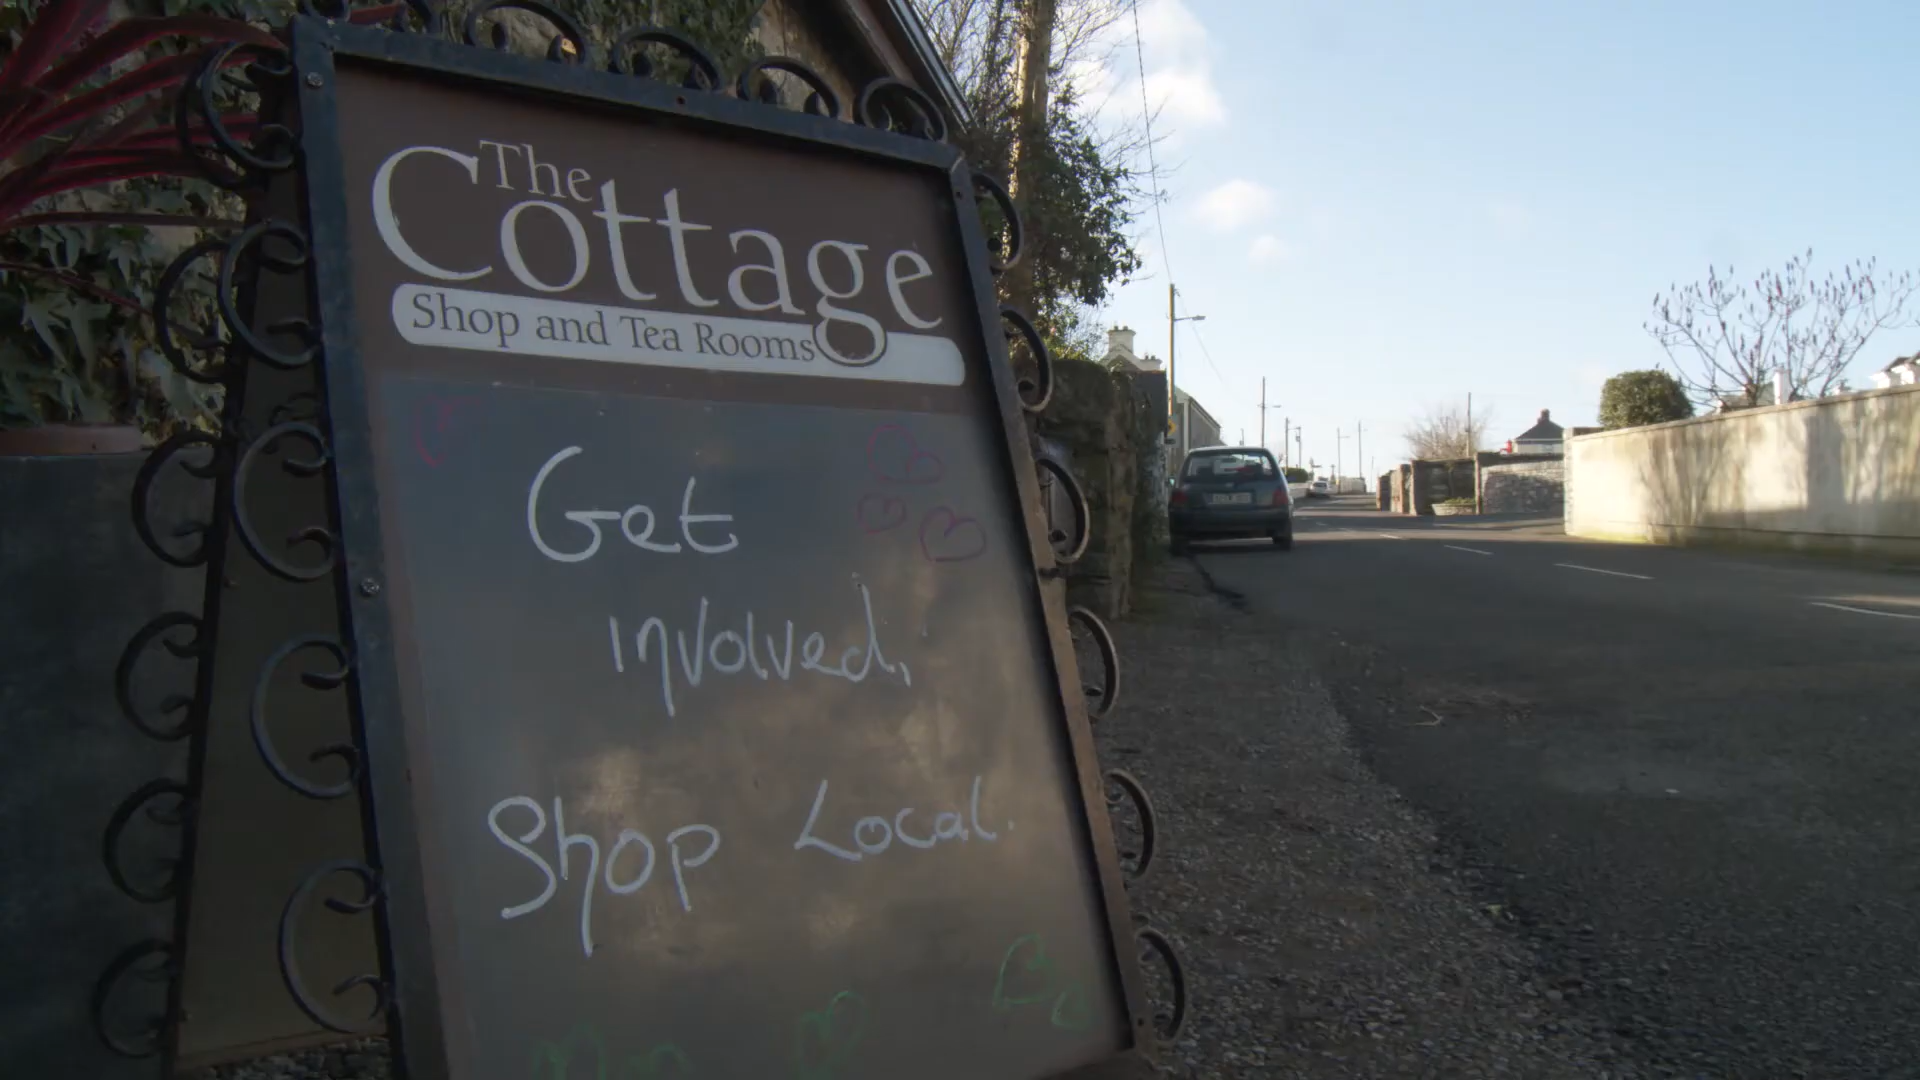 The
Cottage
Shop and Tea Rooms
Get
involved,
Shop Local.